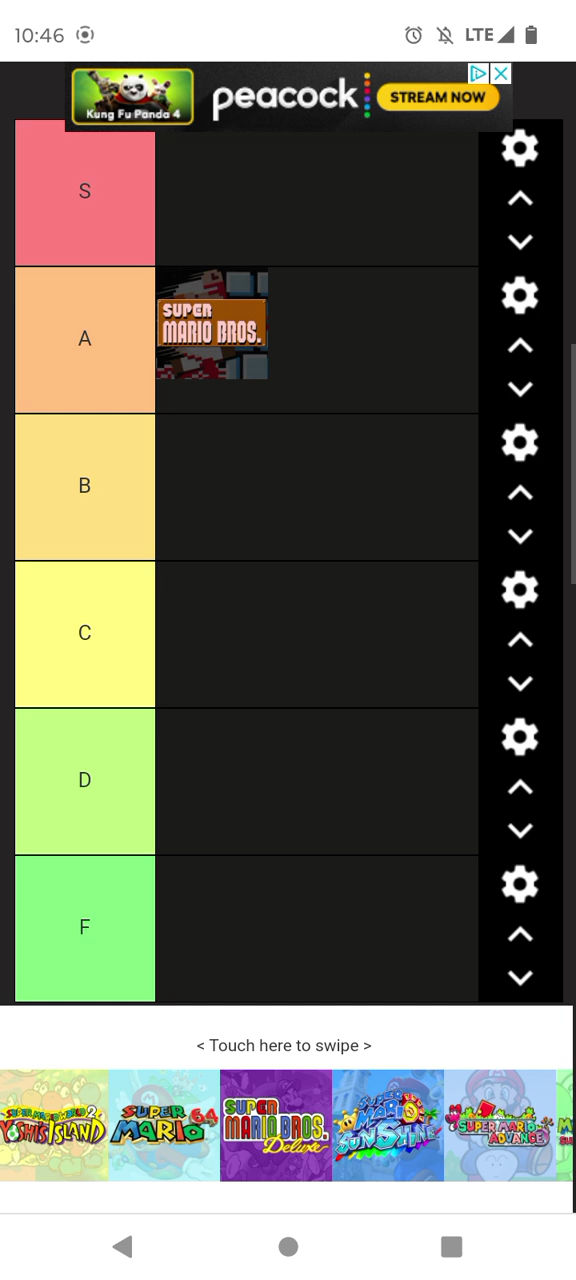 10:46
LTE
Kung Fu Panda 4
peacock
STREAM NOW
S
A
SUPER
MARIO BROS.
B
C
D
F
< Touch here to swipe >
SUPER MARIO WORLD 2
YOSHI'S ISLAND
SUPER
MARIO 64
SUPER
MARIO BROS.
Deluxe
SUPER
MARIO
SUNSHINE
SUPER MARIO
ADVANCE